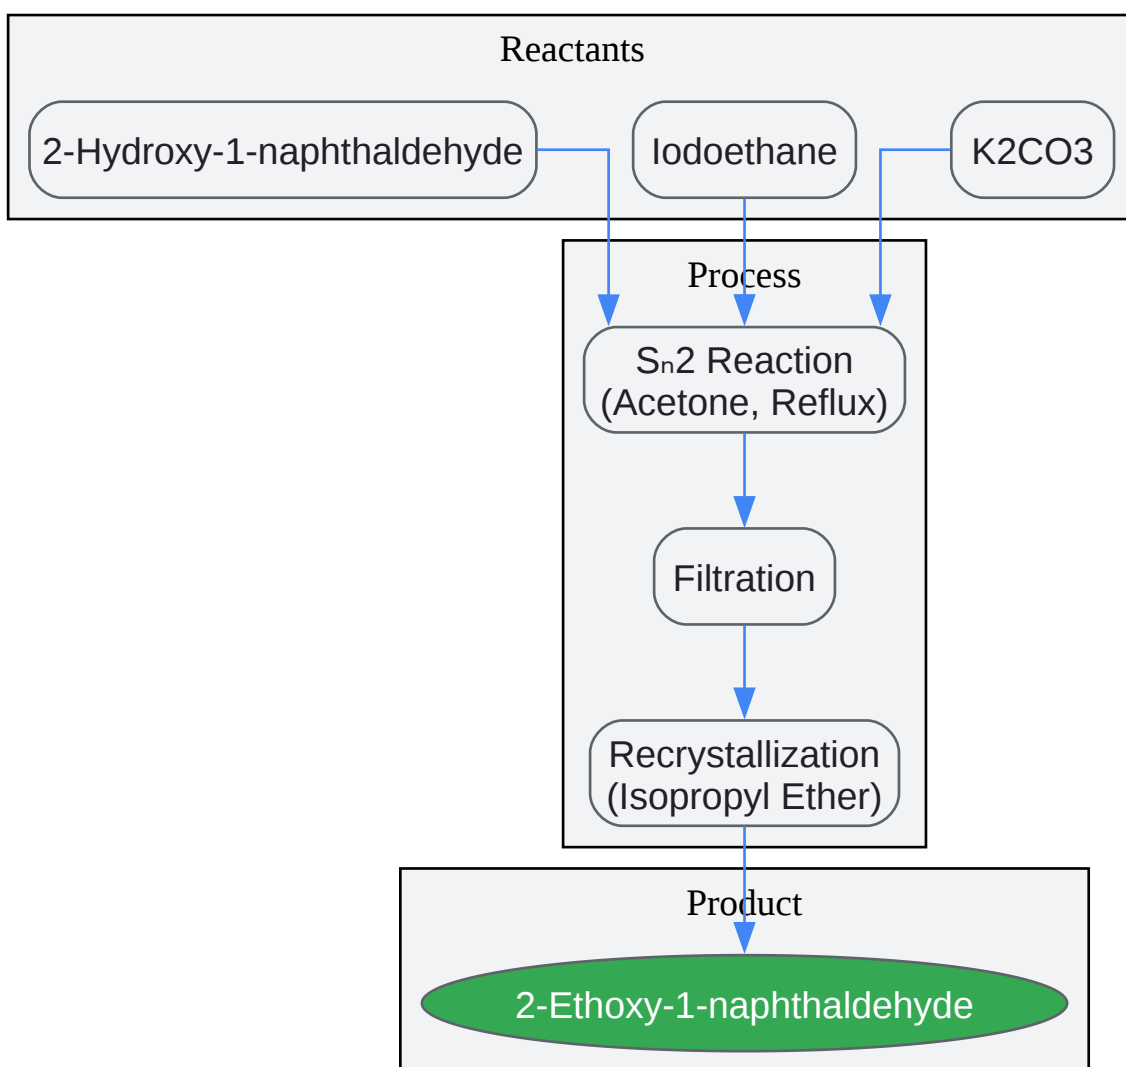 Reactants
2-Hydroxy-1-naphthaldehyde
Iodoethane
K2CO3
Process
Sₙ2 Reaction
(Acetone, Reflux)
Filtration
Recrystallization
(Isopropyl Ether)
Product
2-Ethoxy-1-naphthaldehyde